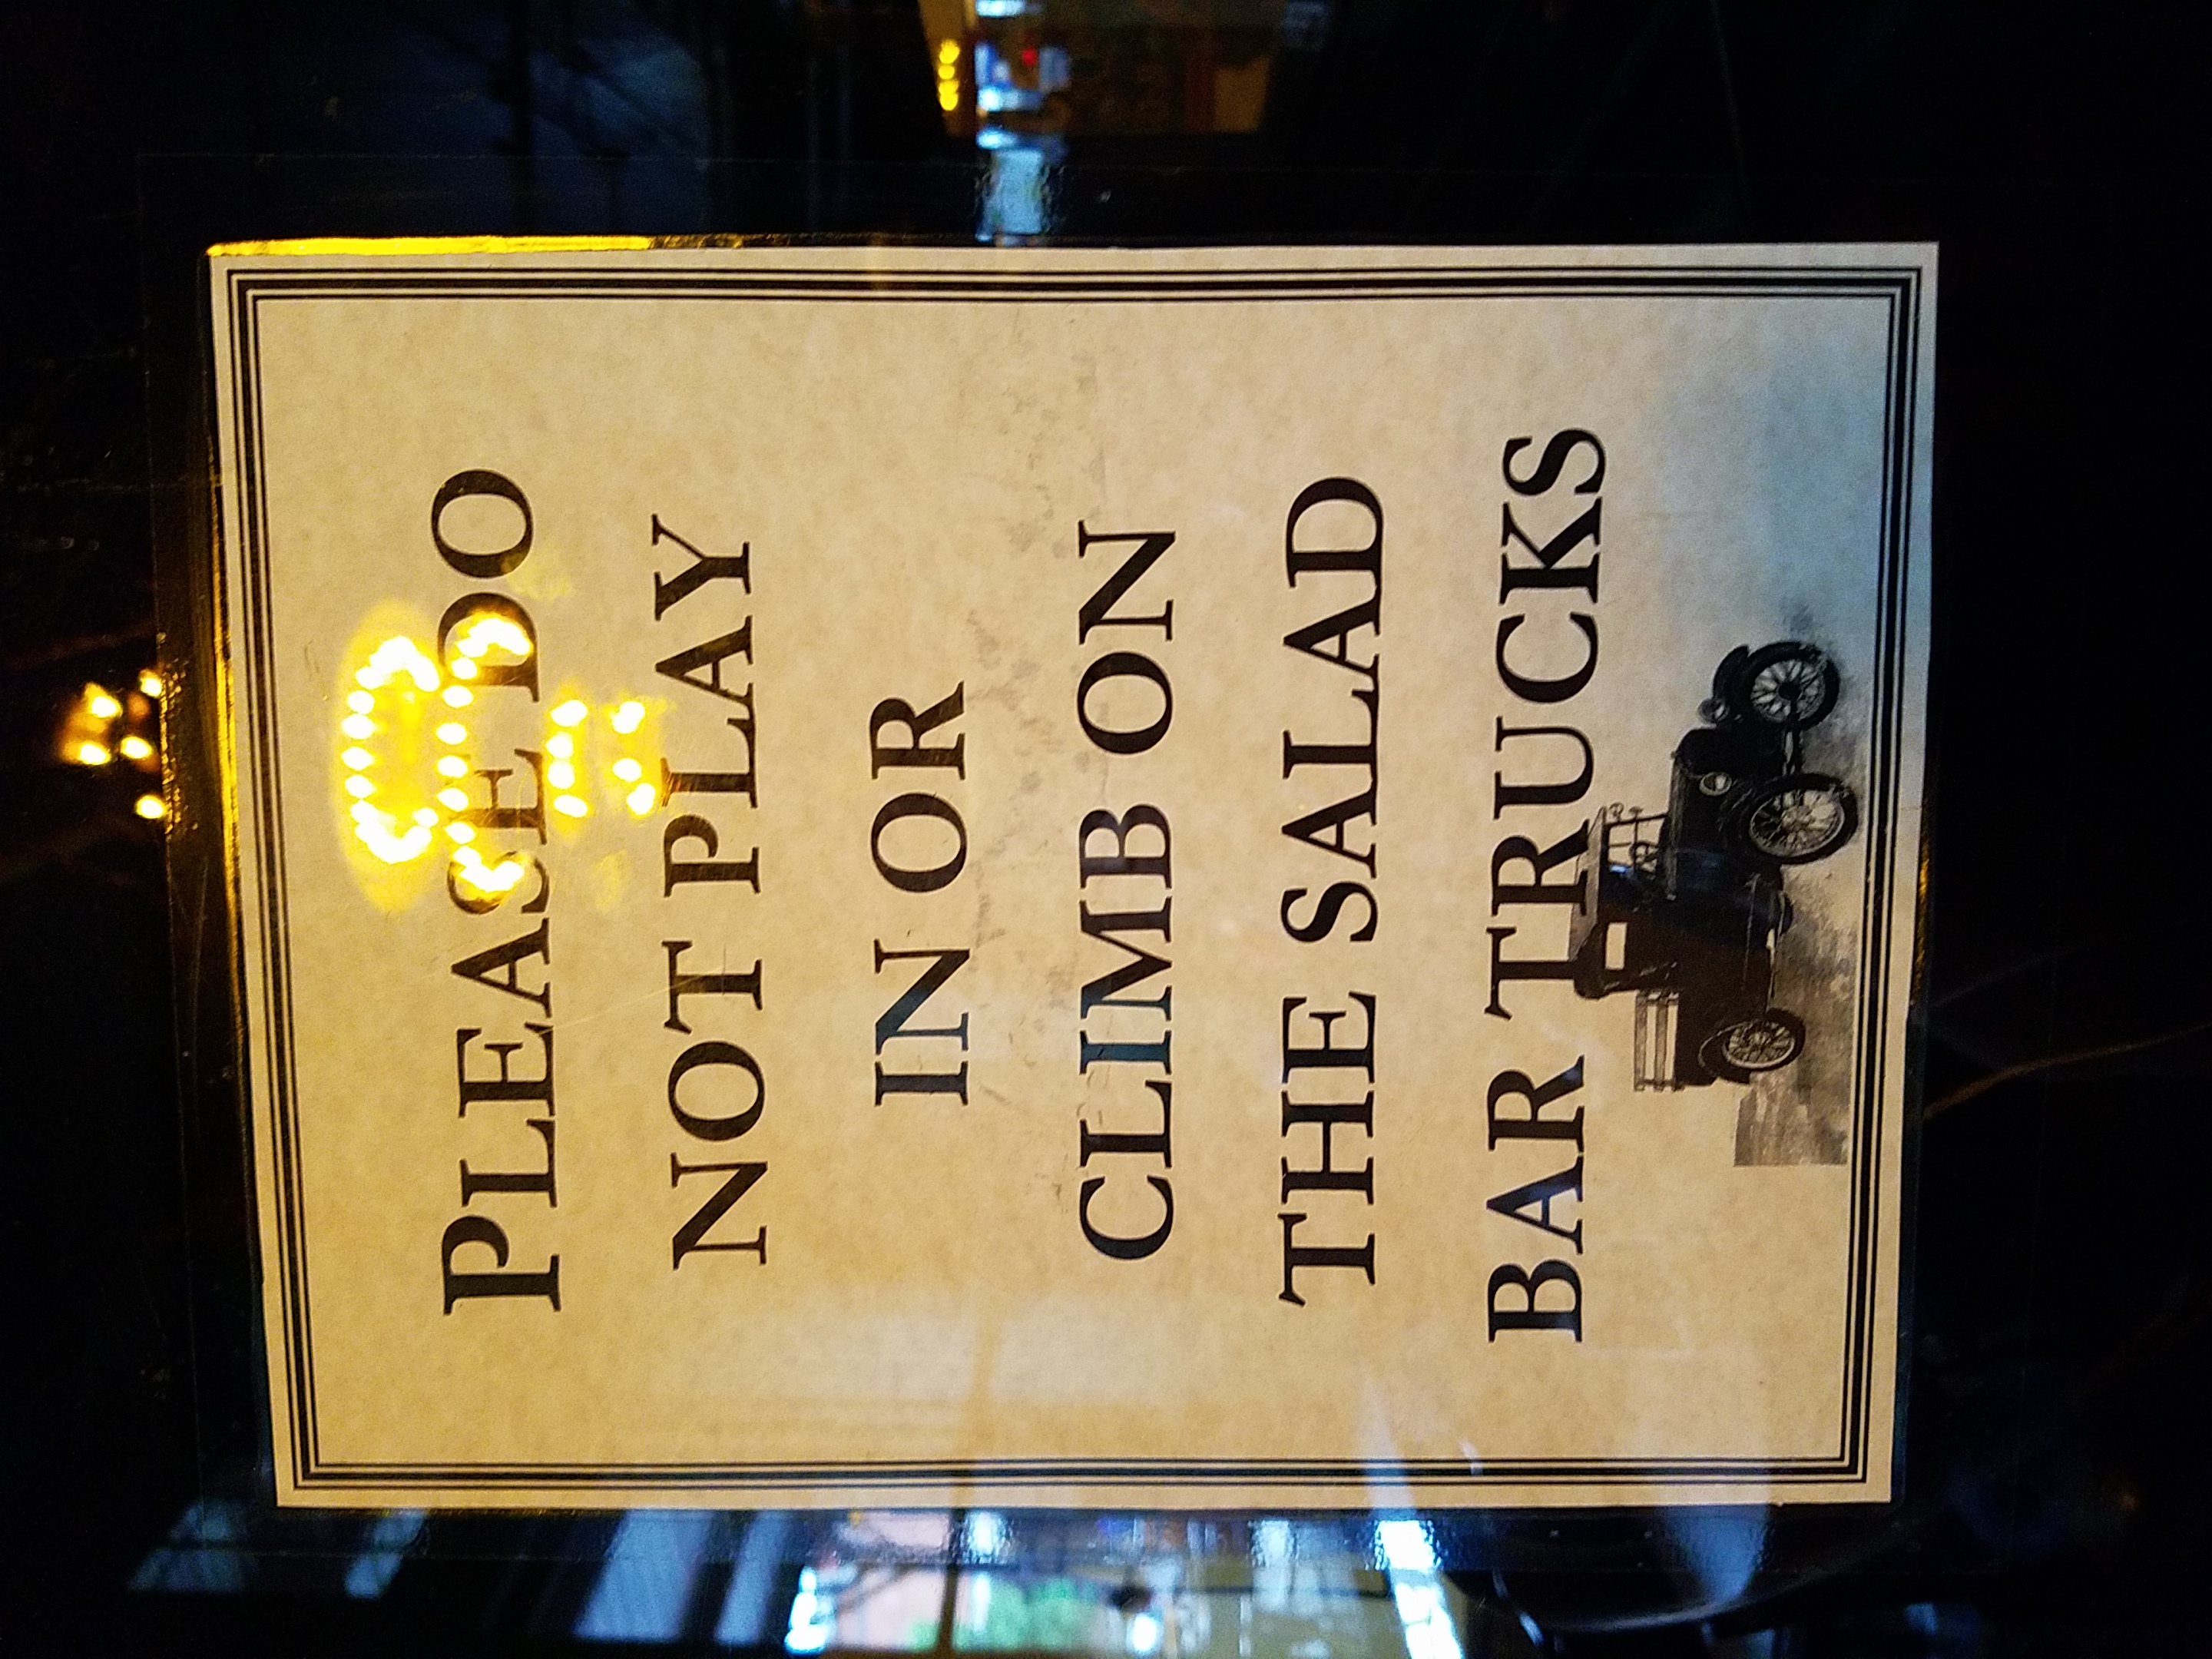 PLEASE DO
NOT PLAY
IN OR
CLIMB ON
THE SALAD
BAR TRUCKS